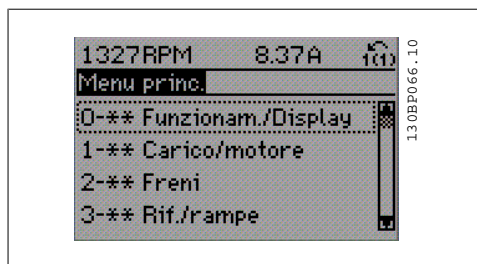 1327RPM 8.37A 1(1)
Menu princ.
0-** Funzionam./Display
1-** Carico/motore
2-** Freni
3-** Rif./rampe
130BP066.10